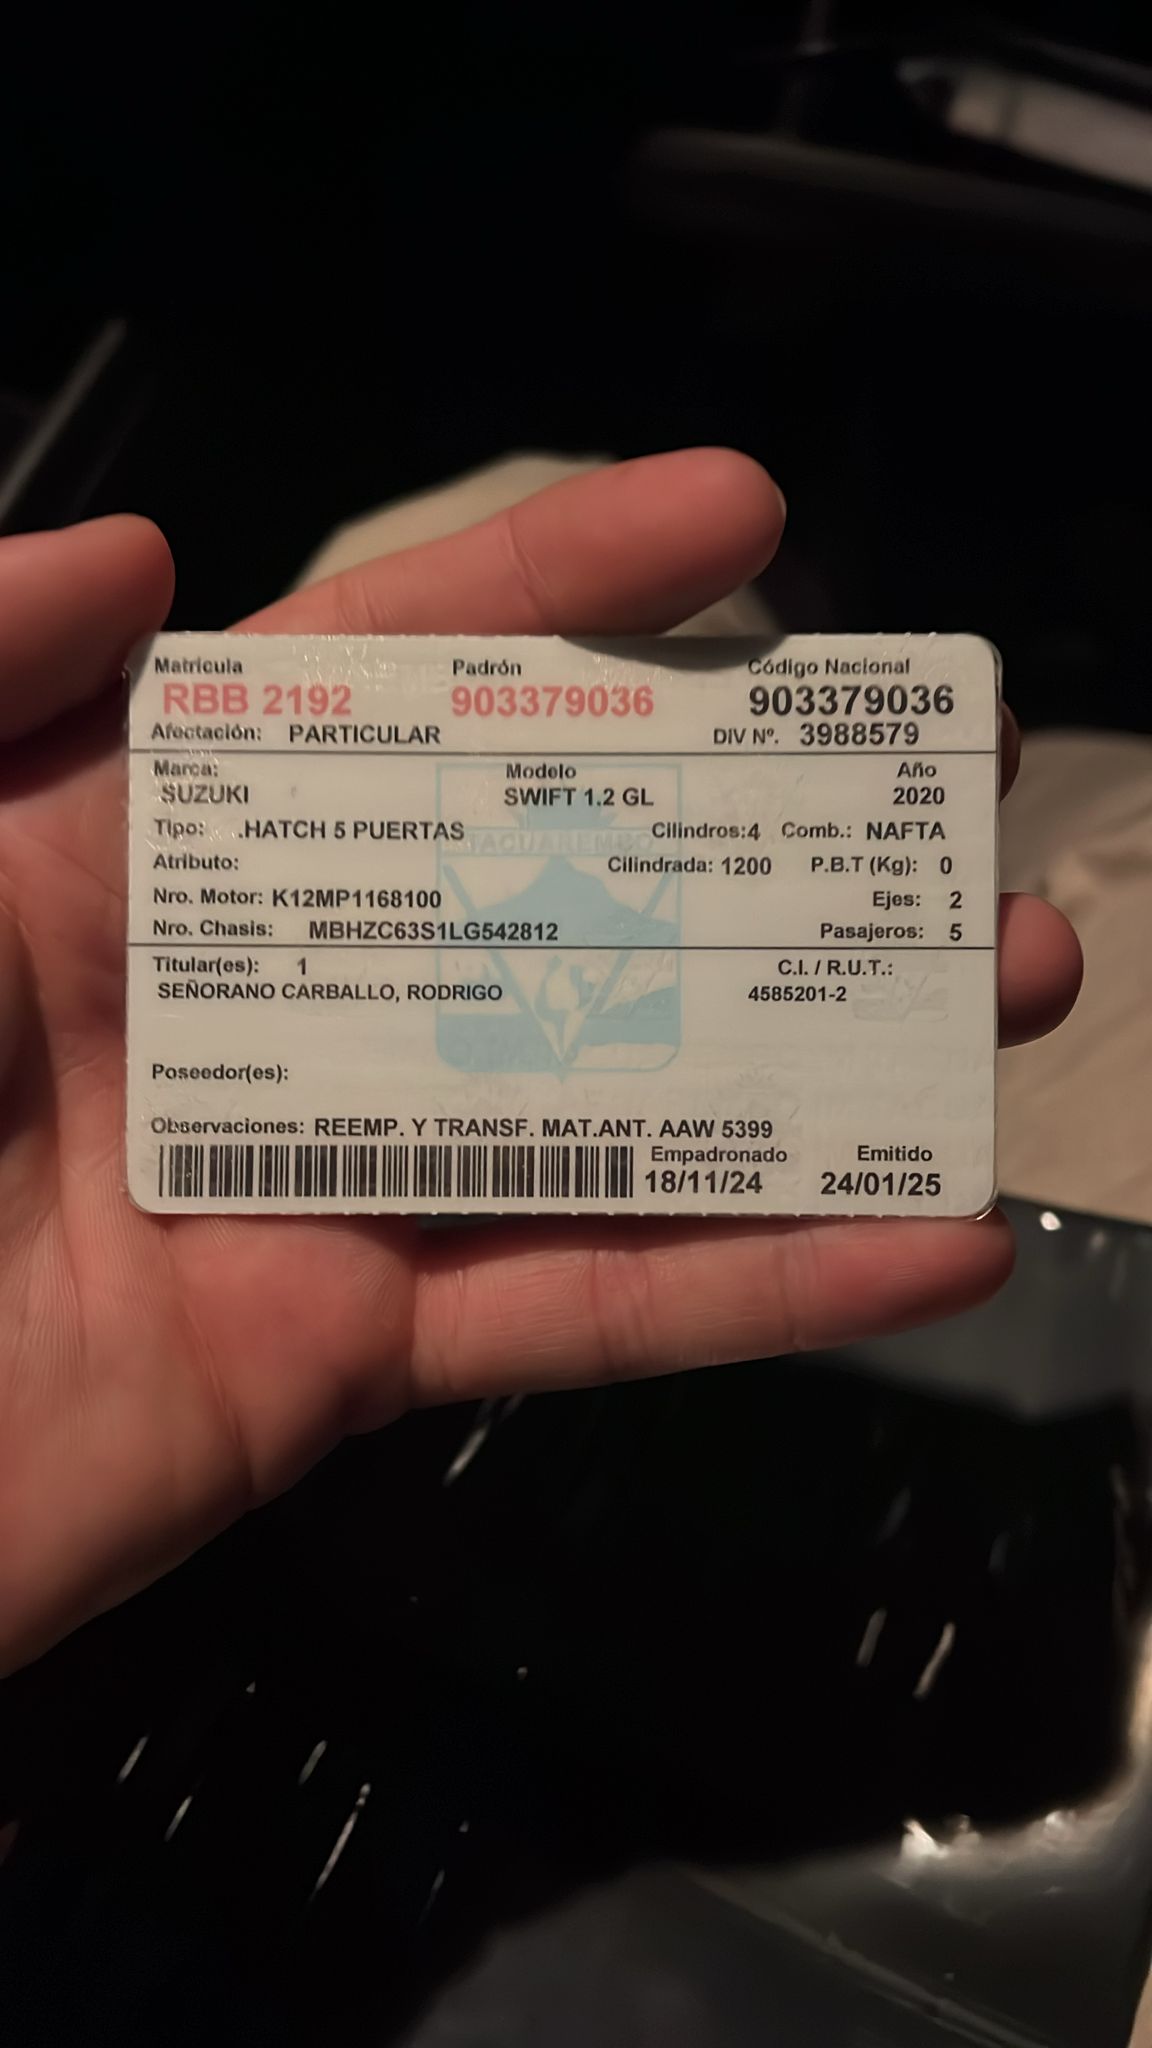 Matrícula Padrón Código Nacional
RBB 2192 903379036 903379036
Afectación: PARTICULAR DIV Nº. 3988579
Marca: Modelo Año
SUZUKI SWIFT 1.2 GL 2020
Tipo: .HATCH 5 PUERTAS Cilindros:4 Comb.: NAFTA
Atributo: Cilindrada: 1200 P.B.T (Kg): 0
Nro. Motor: K12MP1168100 Ejes: 2
Nro. Chasis: MBHZC63S1LG542812 Pasajeros: 5
TACUAREMBO
Titular(es): 1 C.I. / R.U.T.:
SEÑORANO CARBALLO, RODRIGO 4585201-2
Poseedor(es):
Observaciones: REEMP. Y TRANSF. MAT.ANT. AAW 5399
Empadronado Emitido
18/11/24 24/01/25